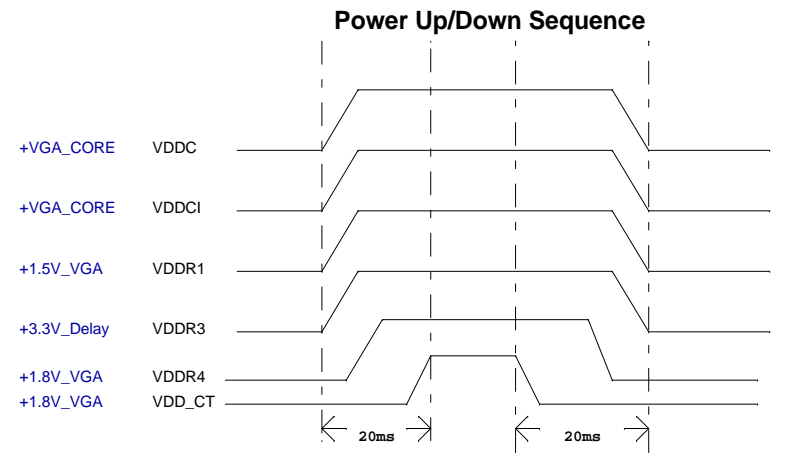 Power Up/Down Sequence
+VGA_CORE VDDC
+VGA_CORE VDDCI
+1.5V_VGA VDDR1
+3.3V_Delay VDDR3
+1.8V_VGA VDDR4
+1.8V_VGA VDD_CT
20ms 20ms